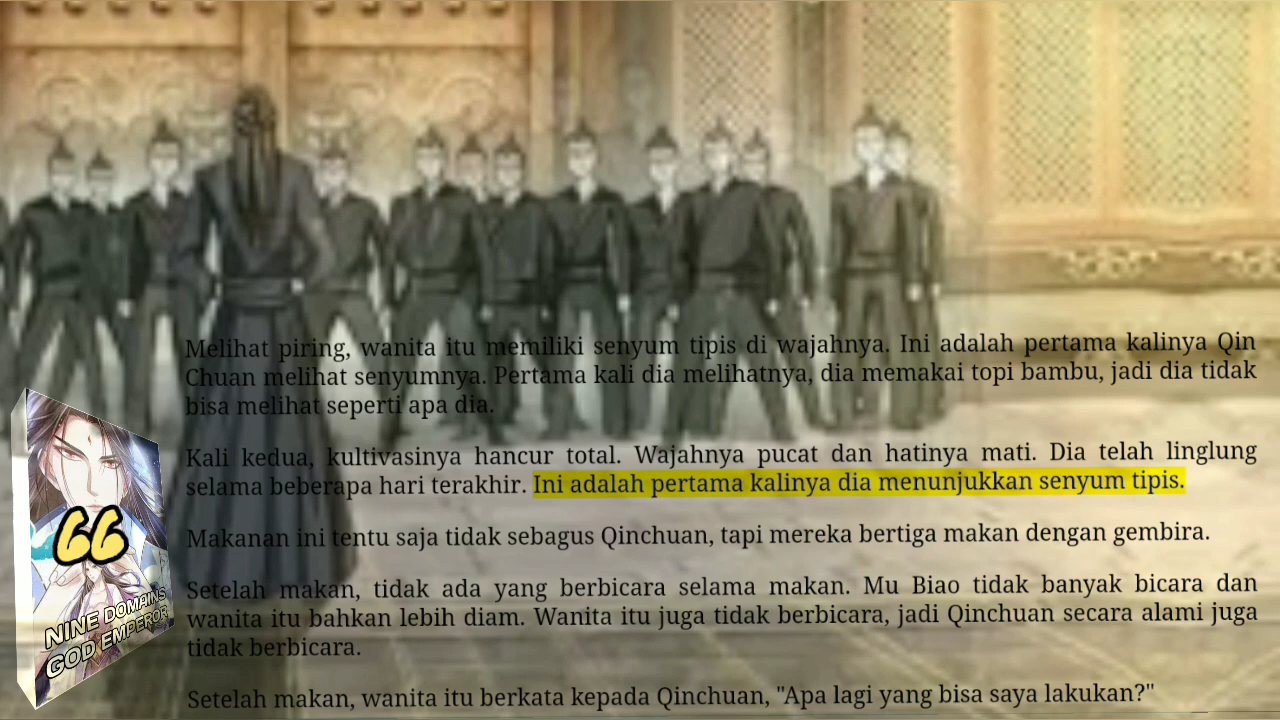 Melihat piring, wanita itu memiliki senyum tipis di wajahnya. Ini adalah pertama kalinya Qin
Chuan melihat senyumnya. Pertama kali dia melihatnya, dia memakai topi bambu, jadi dia tidak
bisa melihat seperti apa dia.
Kali kedua, kultivasinya hancur total. Wajahnya pucat dan hatinya mati. Dia telah linglung
selama beberapa hari terakhir. Ini adalah pertama kalinya dia menunjukkan senyum tipis.
Makanan ini tentu saja tidak sebagus Qinchuan, tapi mereka bertiga makan dengan gembira.
Setelah makan, tidak ada yang berbicara selama makan. Mu Biao tidak banyak bicara dan
wanita itu bahkan lebih diam. Wanita itu juga tidak berbicara, jadi Qinchuan secara alami juga
tidak berbicara.
Setelah makan, wanita itu berkata kepada Qinchuan, "Apa lagi yang bisa saya lakukan?"
66
NINE DOMAINS
GOD EMPEROR